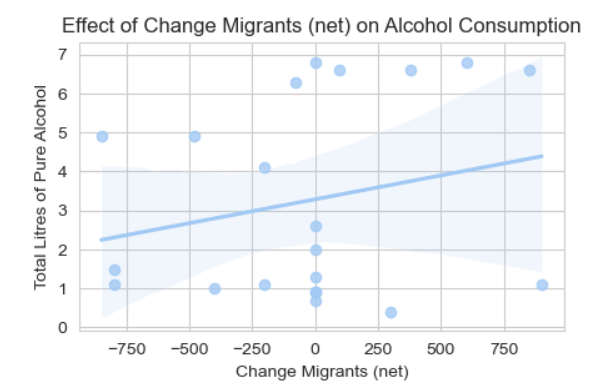 Effect of Change Migrants (net) on Alcohol Consumption
7
6
5
4
3
2
1
0
Total Litres of Pure Alcohol
−750 −500 −250 0 250 500 750
Change Migrants (net)